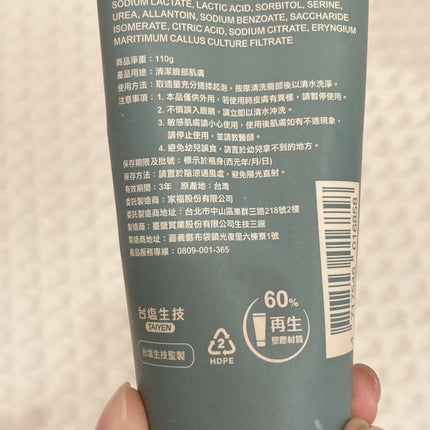 SODIUM LACTATE, LACTIC ACID, SORBITOL, SERINE,
UREA, ALLANTOIN, SODIUM BENZOATE, SACCHARIDE
ISOMERATE, CITRIC ACID, SODIUM CITRATE, ERYNGIUM
MARITIMUM CALLUS CULTURE FILTRATE
商品淨重：110g
產品用途：清潔臉部肌膚
使用方法：取適量充分搓揉起泡，按摩清洗臉部後以清水洗淨。
注意事項：1. 本品僅供外用，若使用時皮膚有異樣，請暫停使用。
2. 不慎誤入眼睛，請立即以清水沖洗。
3. 敏感肌膚請小心使用，使用後肌膚如有不適現象，
請停止使用，並請教醫師。
4. 避免幼兒誤食，請置於幼兒拿不到的地方。
保存期限及批號：標示於瓶身(西元年/月/日)
保存方法：請置於陰涼通風處，避免陽光直射。
有效期間：3年 原產地：台灣
委託製造商：家福股份有限公司
委託製造商地址：台北市中山區樂群三路218號2樓
製造商：臺鹽實業股份有限公司生技三廠
製造商地址：嘉義縣布袋鎮光復里六棟寮1號
產品服務專線：0809-001-365
台塩生技
TAIYEN
台塩生技監製
2
HDPE
60%
再生
塑膠材質